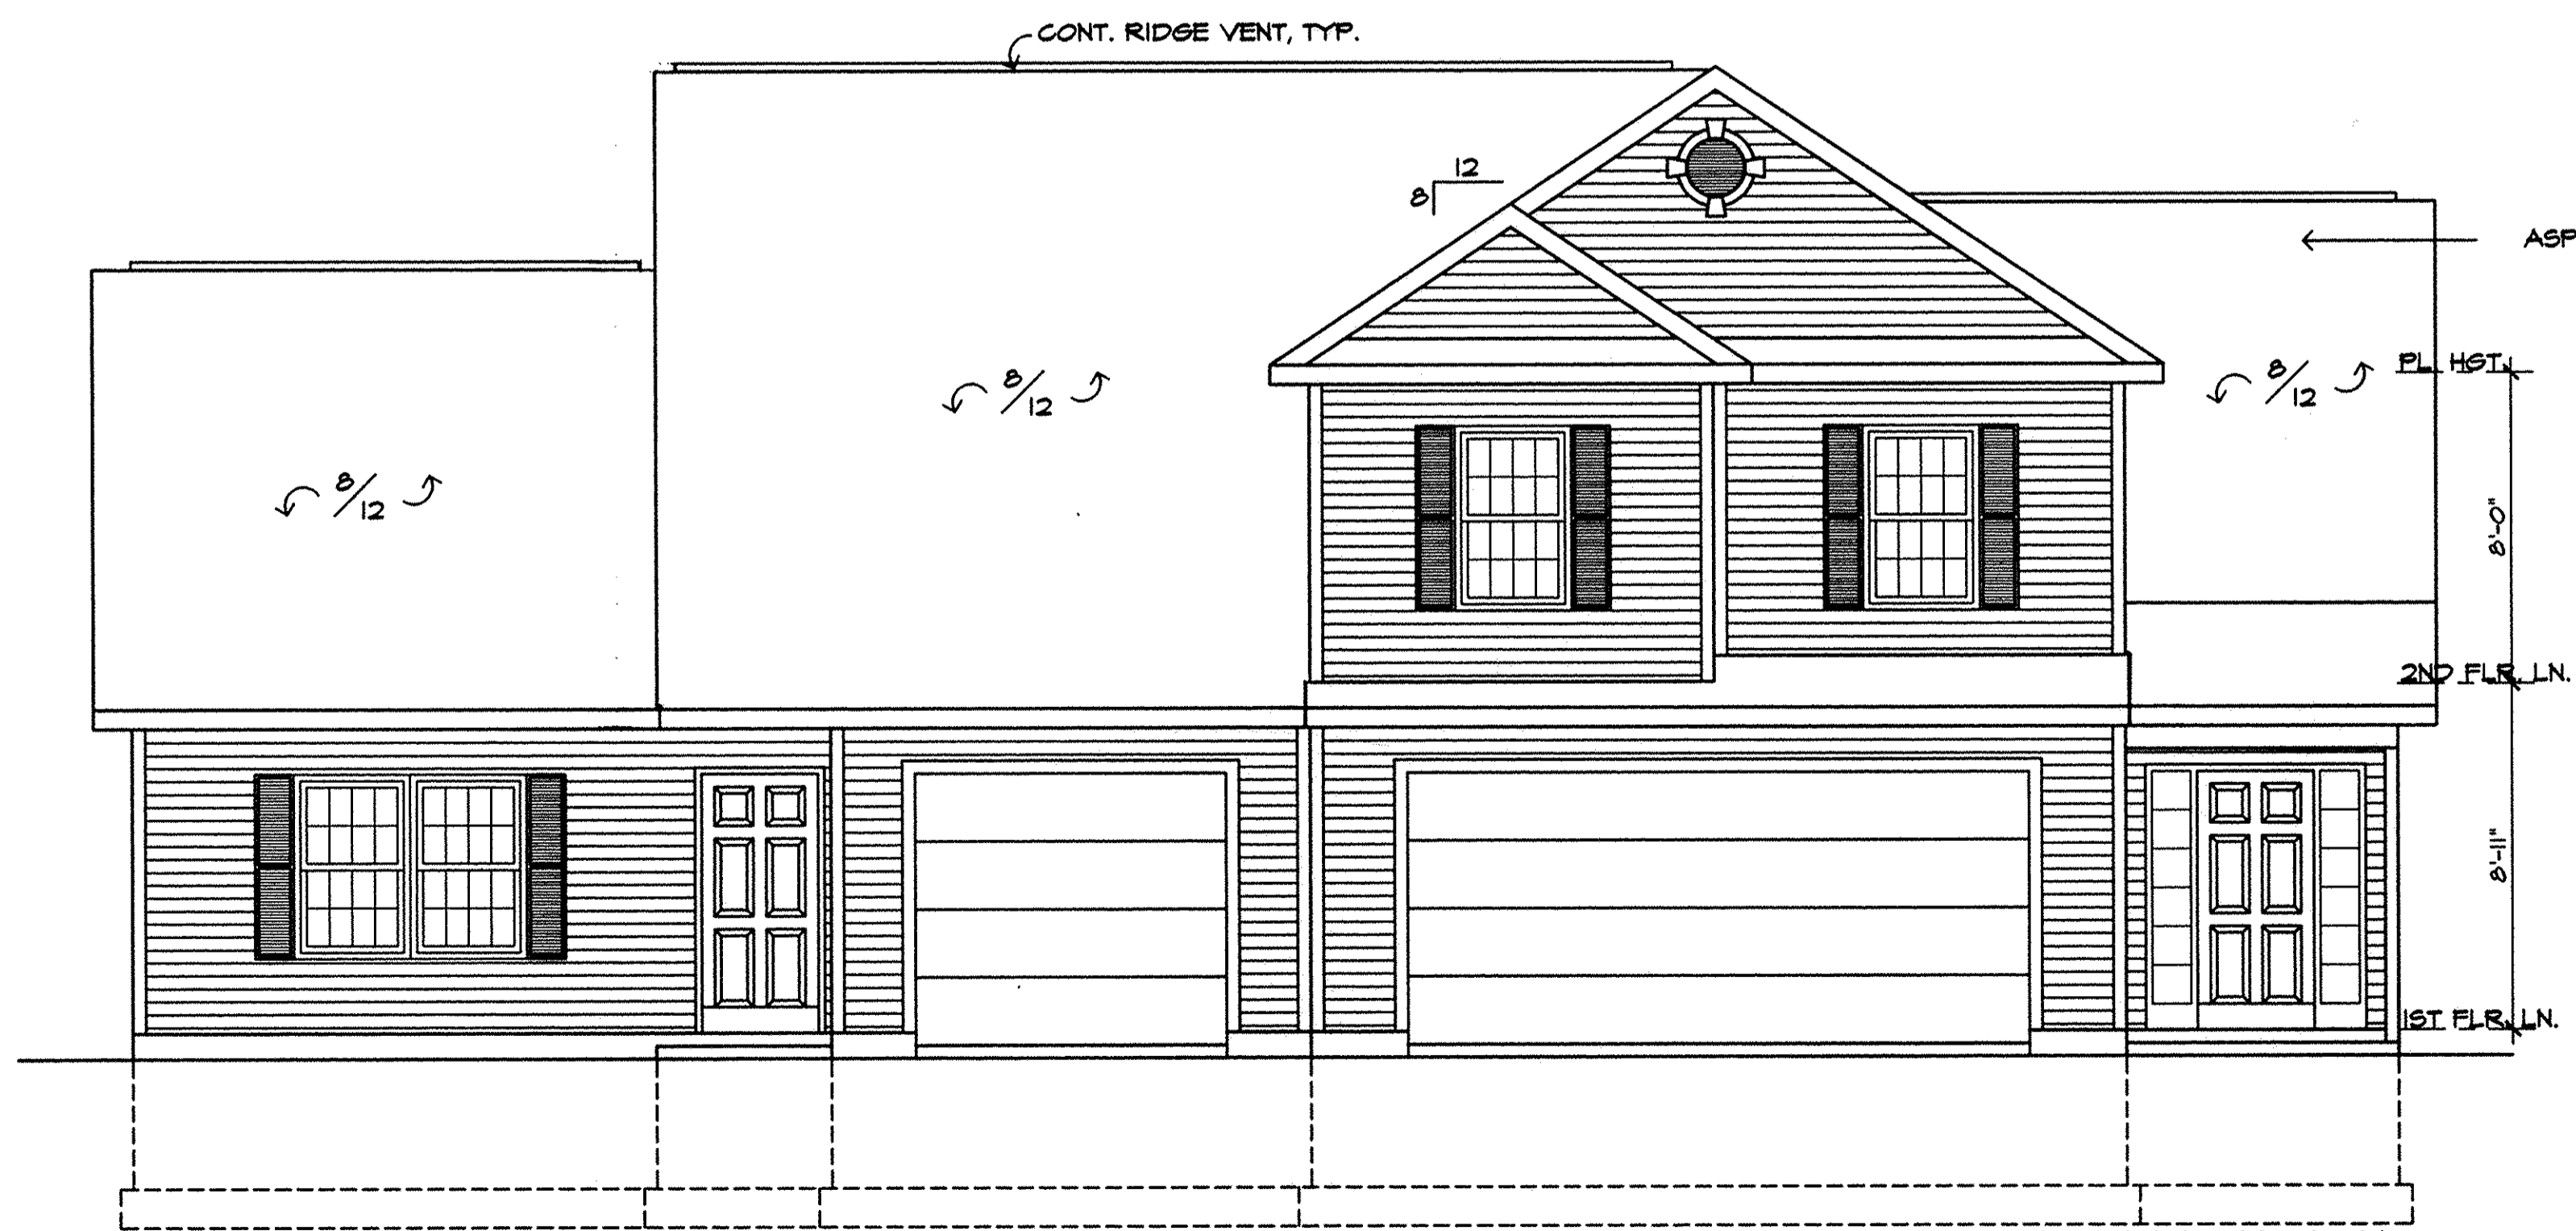 CONT. RIDGE VENT, TYP.
12
8
ASP
8/12
8/12
8/12
PL. HGT.
8'-0"
2ND FLR. LN.
8'-11"
1ST FLR. LN.